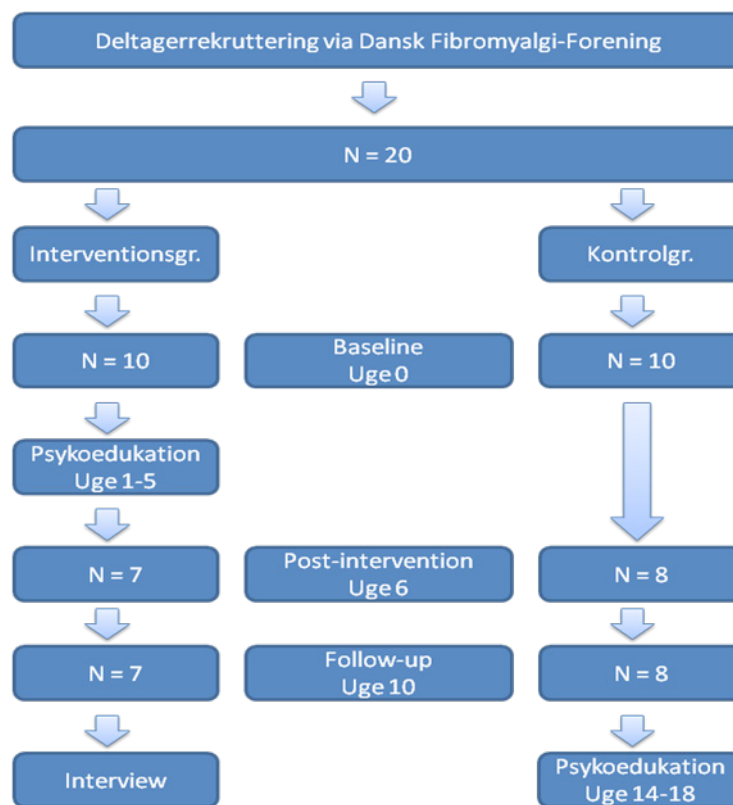 Deltagerrekruttering via Dansk Fibromyalgi-Forening
N = 20
Interventionsgr.
Kontrolgr.
N = 10
Baseline
Uge 0
N = 10
Psykoedukation
Uge 1-5
N = 7
Post-intervention
Uge 6
N = 8
N = 7
Follow-up
Uge 10
N = 8
Interview
Psykoedukation
Uge 14-18